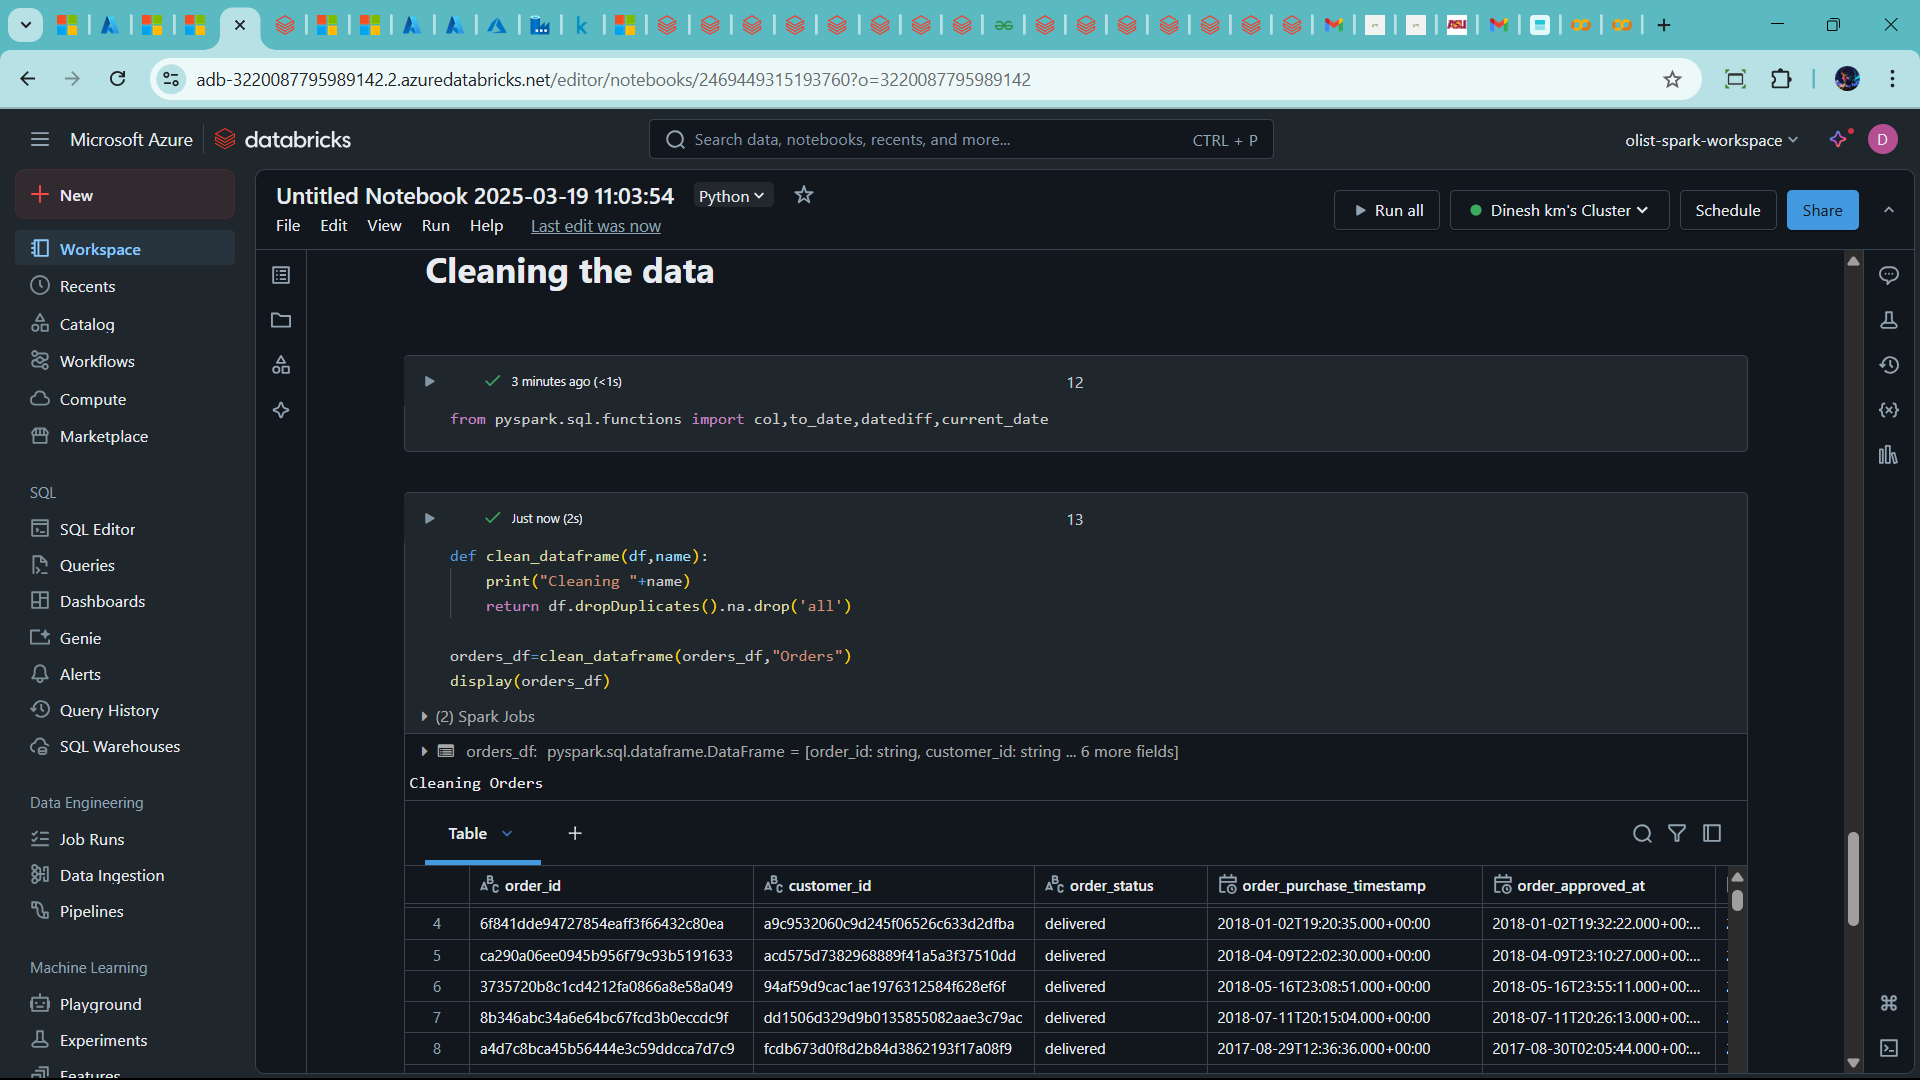 adb-3220087795989142.2.azuredatabricks.net/editor/notebooks/2469449315193760?o=3220087795989142
Microsoft Azure databricks
Search data, notebooks, recents, and more...
CTRL + P
olist-spark-workspace
D
New
Workspace
Recents
Catalog
Workflows
Compute
Marketplace
SQL
SQL Editor
Queries
Dashboards
Genie
Alerts
Query History
SQL Warehouses
Data Engineering
Job Runs
Data Ingestion
Pipelines
Machine Learning
Playground
Experiments
Features
Untitled Notebook 2025-03-19 11:03:54
Python
File Edit View Run Help Last edit was now
Run all
Dinesh km's Cluster
Schedule
Share
Cleaning the data
3 minutes ago (<1s)
12
from pyspark.sql.functions import col,to_date,datediff,current_date
Just now (2s)
13
def clean_dataframe(df,name):
print("Cleaning "+name)
return df.dropDuplicates().na.drop('all')
orders_df=clean_dataframe(orders_df,"Orders")
display(orders_df)
(2) Spark Jobs
orders_df: pyspark.sql.dataframe.DataFrame = [order_id: string, customer_id: string ... 6 more fields]
Cleaning Orders
Table
order_id customer_id order_status order_purchase_timestamp order_approved_at
4 6f841dde94727854eaff3f66432c80ea a9c9532060c9d245f06526c633d2dfba delivered 2018-01-02T19:20:35.000+00:00 2018-01-02T19:32:22.000+00:...
5 ca290a06ee0945b956f79c93b5191633 acd575d7382968889f41a5a3f37510dd delivered 2018-04-09T22:02:30.000+00:00 2018-04-09T23:10:27.000+00:...
6 3735720b8c1cd4212fa0866a8e58a049 94af59d9cac1ae1976312584f628ef6f delivered 2018-05-16T23:08:51.000+00:00 2018-05-16T23:55:11.000+00:...
7 8b346abc34a6e64bc67fcd3b0eccdc9f dd1506d329d9b0135855082aae3c79ac delivered 2018-07-11T20:15:04.000+00:00 2018-07-11T20:26:13.000+00:...
8 a4d7c8bca45b56444e3c59ddcca7d7c9 fcdb673d0f8d2b84d3862193f17a08f9 delivered 2017-08-29T12:36:36.000+00:00 2017-08-30T02:05:44.000+00:...